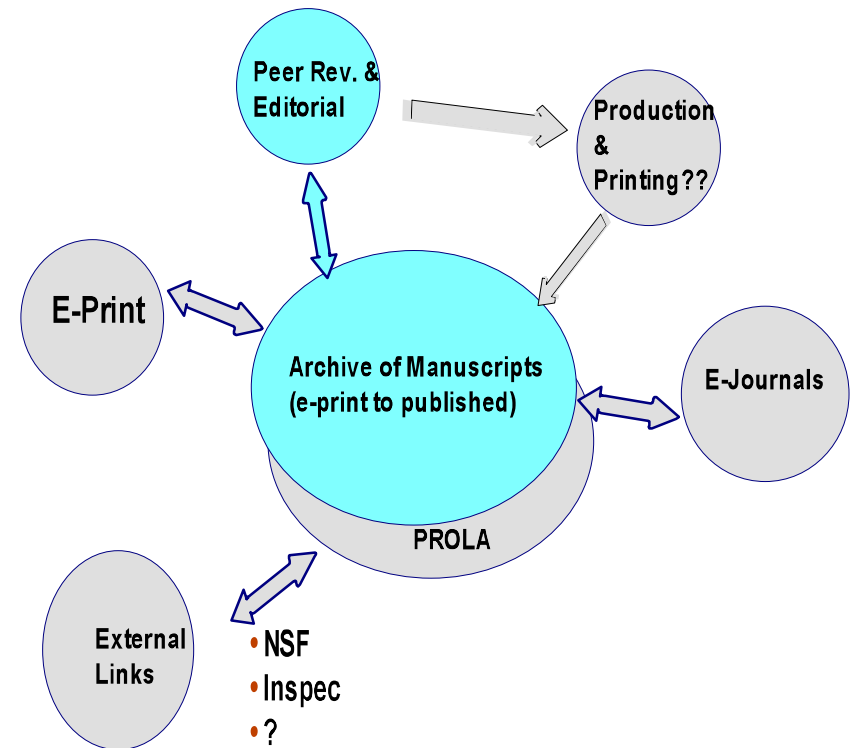 Peer Rev. &
Editorial
Production
&
Printing??
E-Print
Archive of Manuscripts
(e-print to published)
E-Journals
PROLA
External
Links
• NSF
• Inspec
• ?